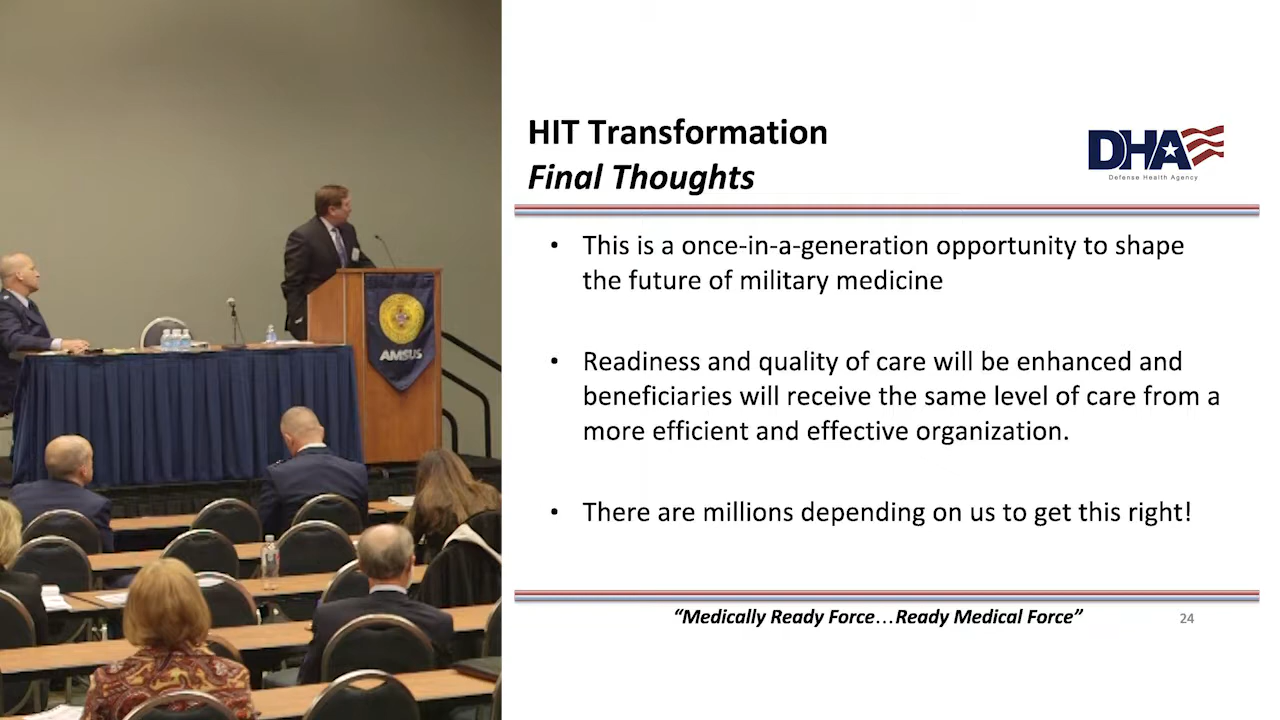 AMSUS
HIT Transformation
Final Thoughts
DHA
Defense Health Agency
• This is a once-in-a-generation opportunity to shape
the future of military medicine
• Readiness and quality of care will be enhanced and
beneficiaries will receive the same level of care from a
more efficient and effective organization.
• There are millions depending on us to get this right!
“Medically Ready Force…Ready Medical Force”
24